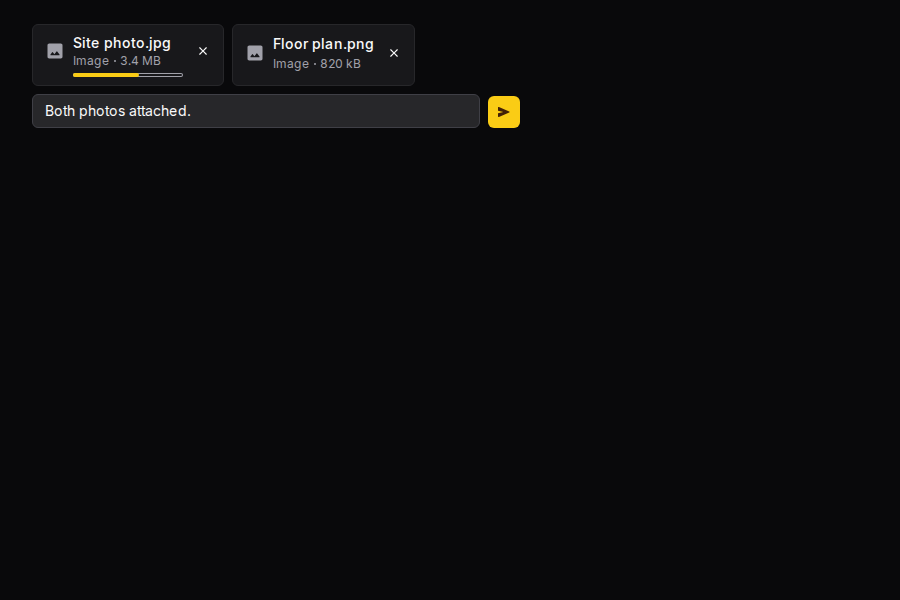 Site photo.jpg
Image · 3.4 MB
Floor plan.png
Image · 820 kB
Both photos attached.